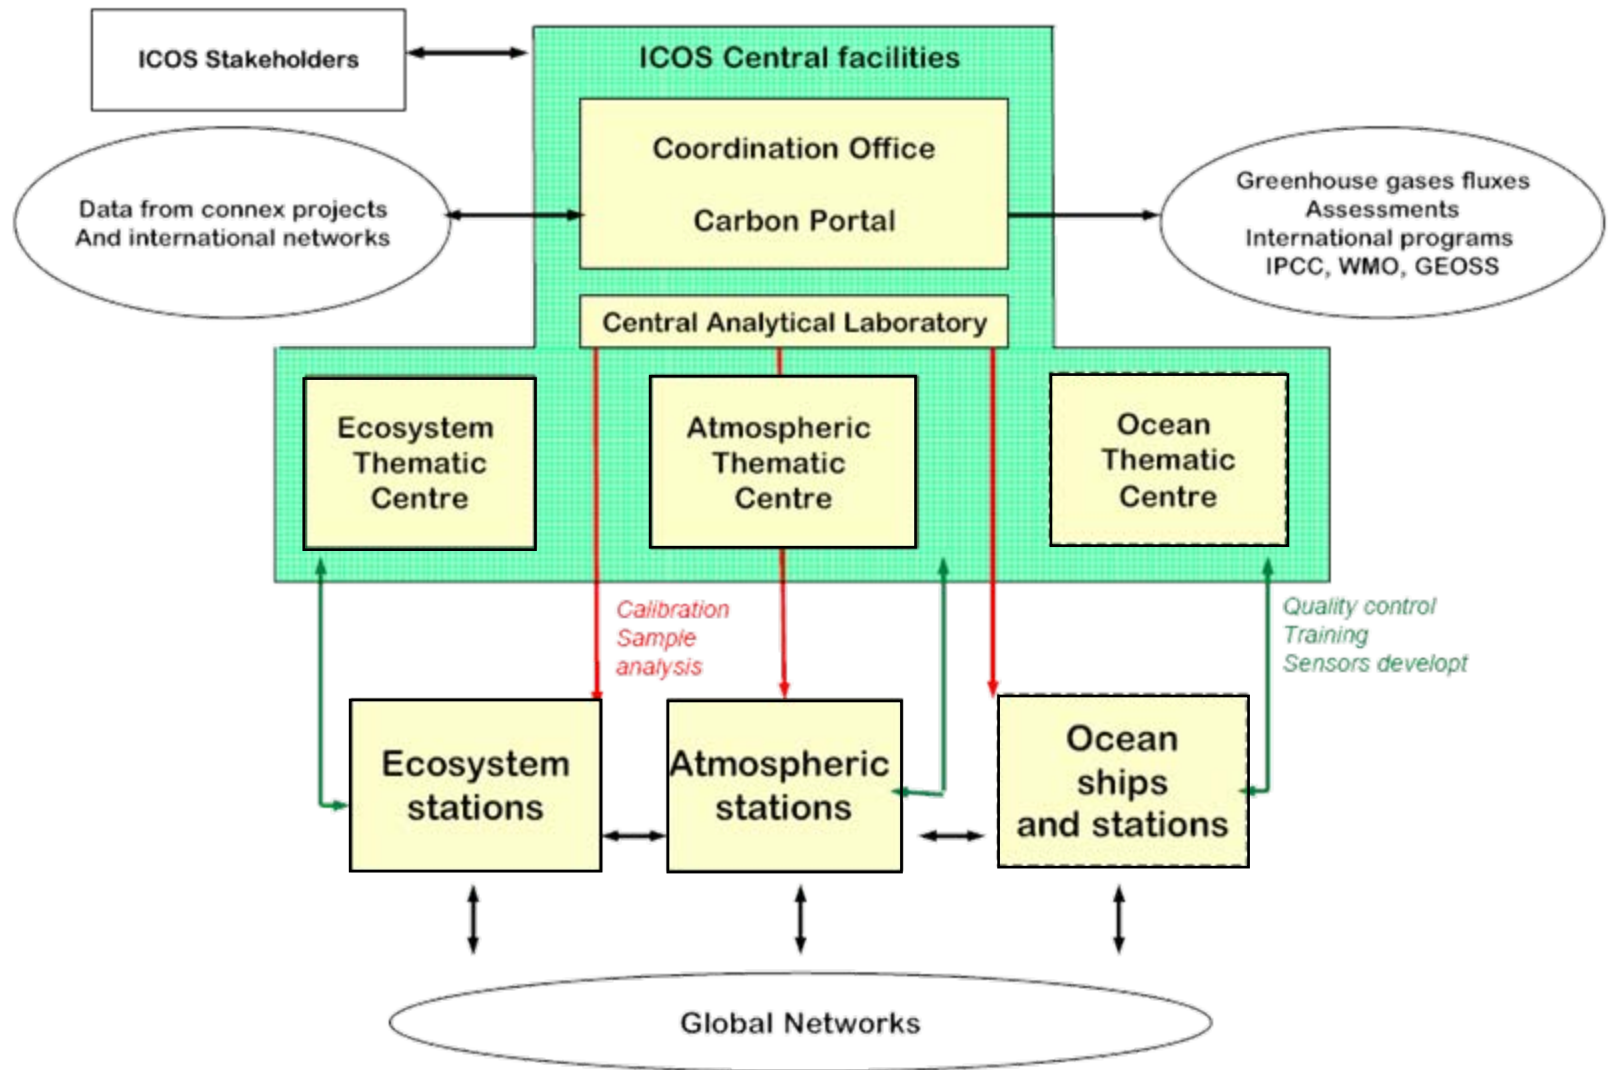 ICOS Stakeholders
ICOS Central facilities
Coordination Office
Carbon Portal
Data from connex projects
And international networks
Greenhouse gases fluxes
Assessments
International programs
IPCC, WMO, GEOSS
Central Analytical Laboratory
Ecosystem
Thematic
Centre
Atmospheric
Thematic
Centre
Ocean
Thematic
Centre
Calibration
Sample
analysis
Quality control
Training
Sensors developt
Ecosystem
stations
Atmospheric
stations
Ocean
ships
and stations
Global Networks